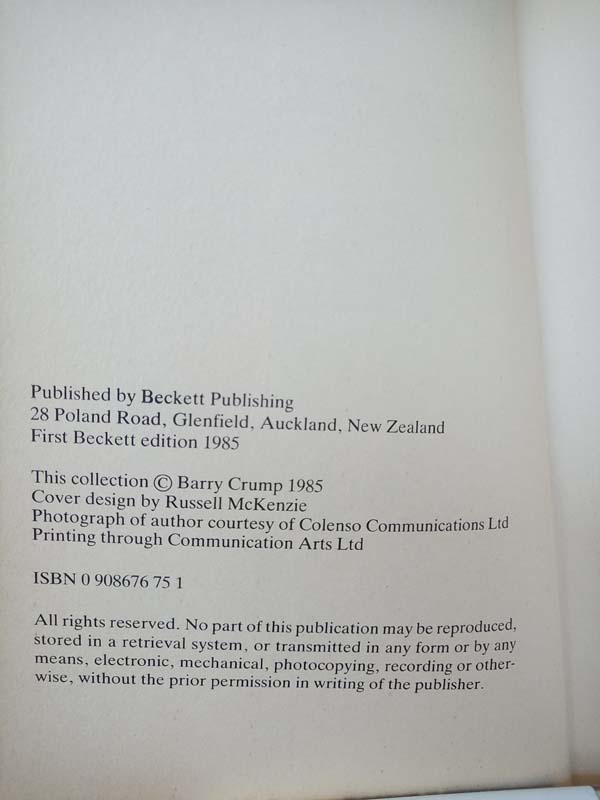 Published by Beckett Publishing
28 Poland Road, Glenfield, Auckland, New Zealand
First Beckett edition 1985
This collection © Barry Crump 1985
Cover design by Russell McKenzie
Photograph of author courtesy of Colenso Communications Ltd
Printing through Communication Arts Ltd
ISBN 0 908676 75 1
All rights reserved. No part of this publication may be reproduced,
stored in a retrieval system, or transmitted in any form or by any
means, electronic, mechanical, photocopying, recording or other-
wise, without the prior permission in writing of the publisher.